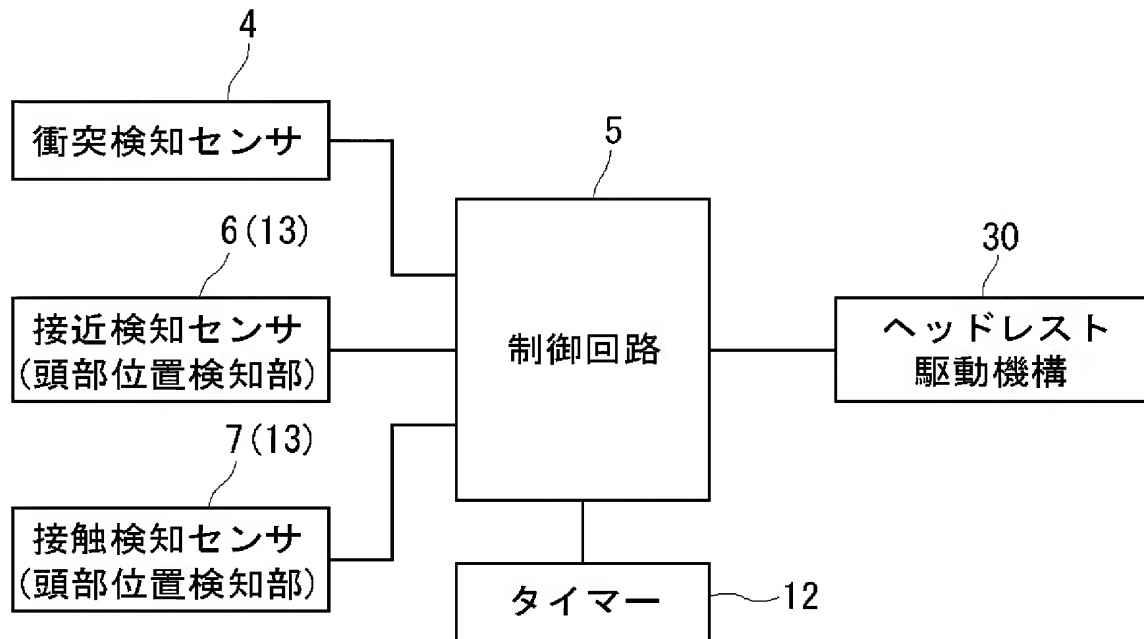 4
衝突検知センサ
5
6(13)
接近検知センサ
(頭部位置検知部)
制御回路
30
ヘッドレスト
駆動機構
7(13)
接触検知センサ
(頭部位置検知部)
タイマー
12